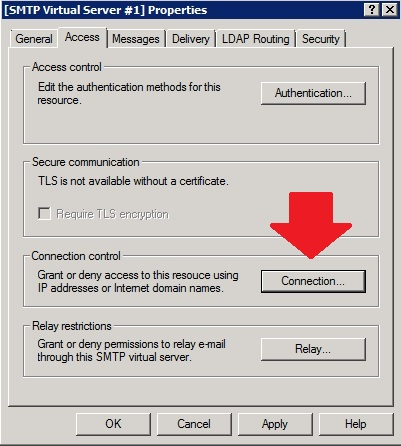 [SMTP Virtual Server #1] Properties
General Access Messages Delivery LDAP Routing Security
Access control
Edit the authentication methods for this
resource.
Authentication...
Secure communication
TLS is not available without a certificate.
Require TLS encryption
Connection control
Grant or deny access to this resouce using
IP addresses or Internet domain names.
Connection...
Relay restrictions
Grant or deny permissions to relay e-mail
through this SMTP virtual server.
Relay...
OK Cancel Apply Help